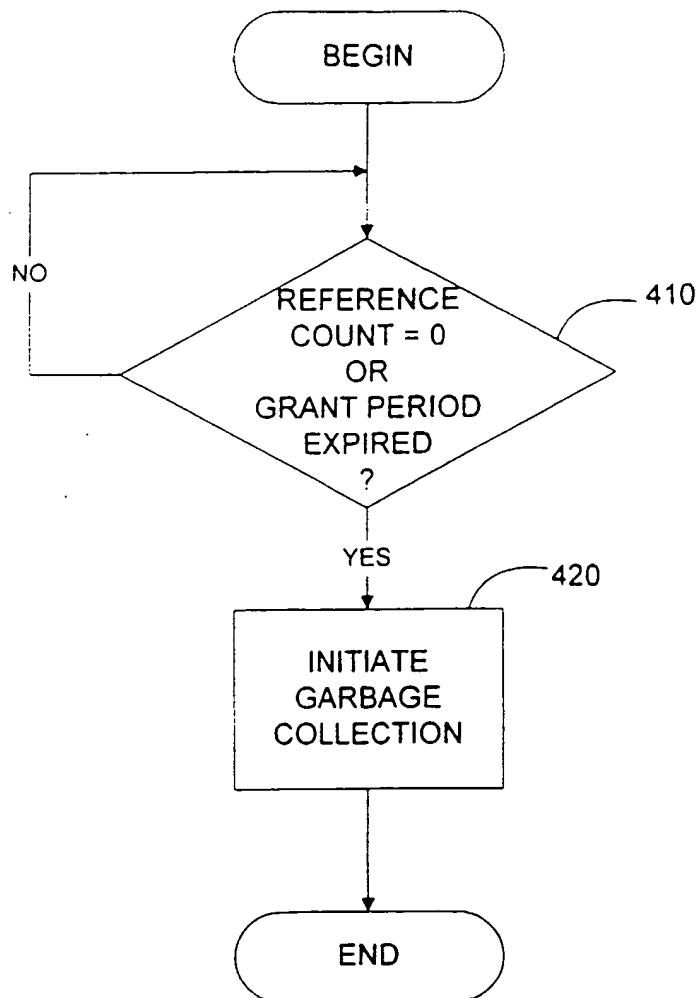 BEGIN
NO
REFERENCE
COUNT = 0
OR
GRANT PERIOD
EXPIRED
?
410
YES
420
INITIATE
GARBAGE
COLLECTION
END